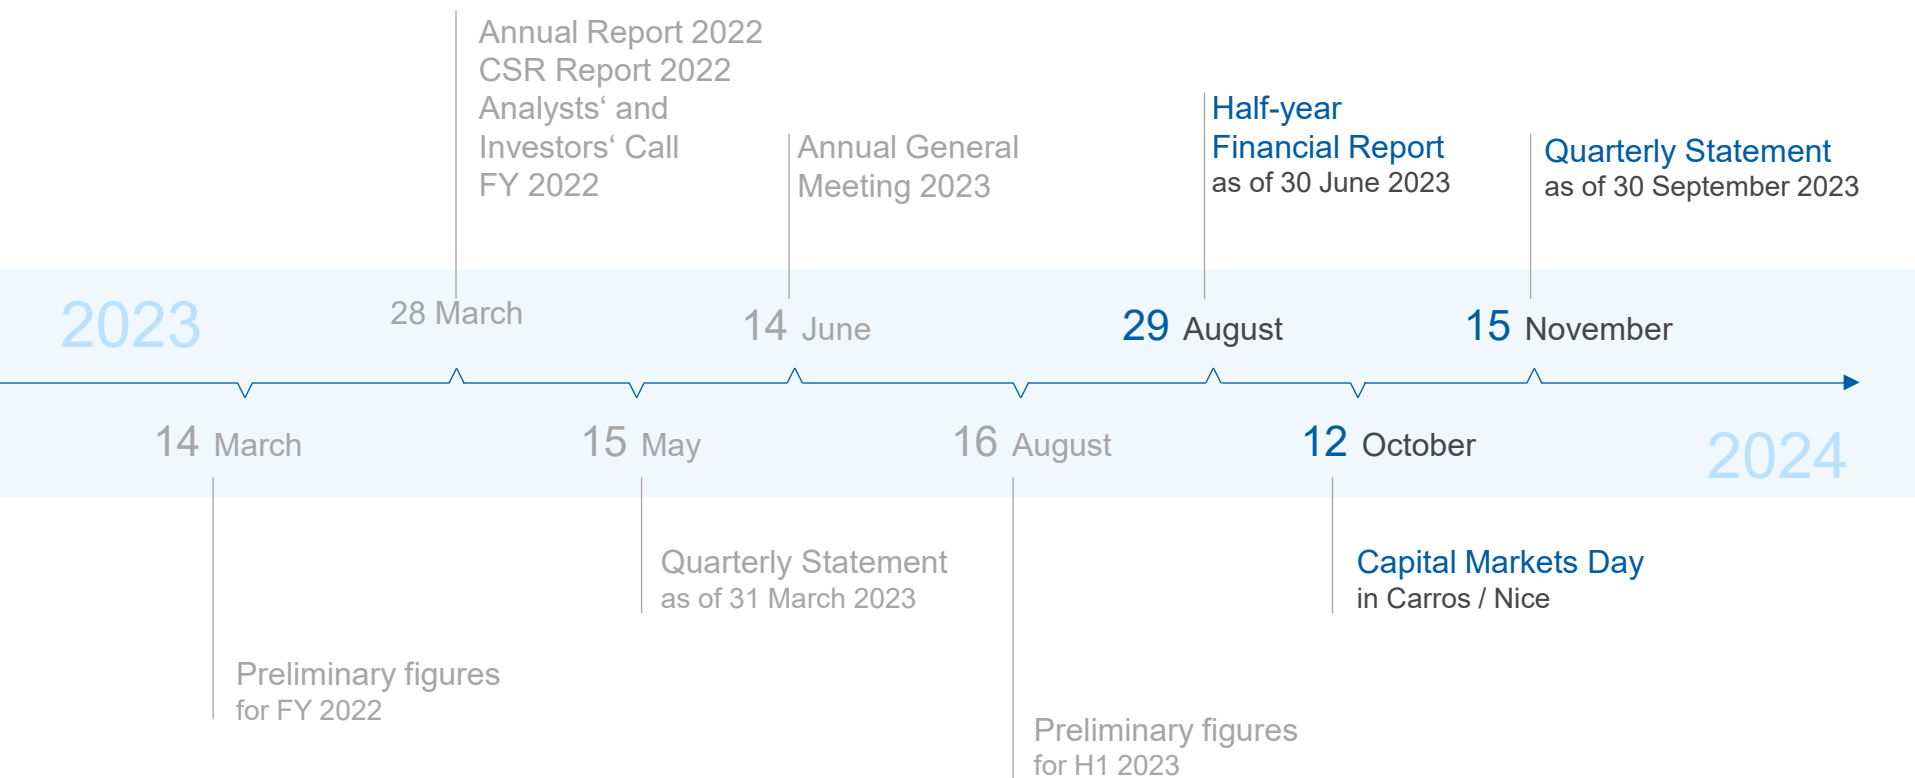 Annual Report 2022
CSR Report 2022
Analysts‘ and
Investors‘ Call
FY 2022
Annual General
Meeting 2023
Half-year
Financial Report
as of 30 June 2023
Quarterly Statement
as of 30 September 2023
2023
28 March
14 June
29 August
15 November
14 March
15 May
16 August
12 October
2024
Quarterly Statement
as of 31 March 2023
Capital Markets Day
in Carros / Nice
Preliminary figures
for FY 2022
Preliminary figures
for H1 2023